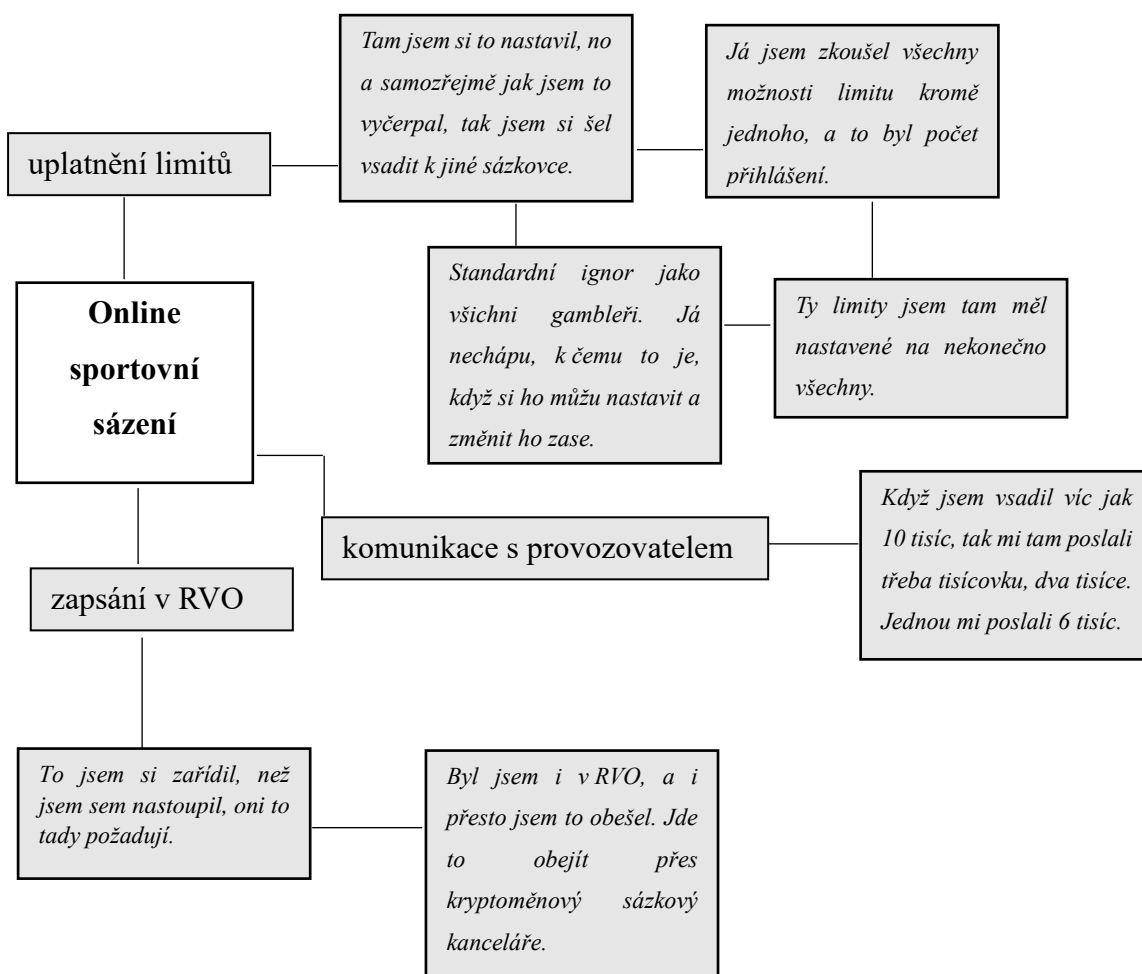 Tam jsem si to nastavil, no
a samozřejmě jak jsem to
vyčerpal, tak jsem si šel
vsadit k jiné sázkovce.
Já jsem zkoušel všechny
možnosti limitu kromě
jednoho, a to byl počet
přihlášení.
uplatnění limitů
Standardní ignor jako
všichni gambleři. Já
nechápu, k čemu to je,
když si ho můžu nastavit a
změnit ho zase.
Ty limity jsem tam měl
nastavené na nekonečno
všechny.
Online
sportovní
sázení
komunikace s provozovatelem
Když jsem vsadil víc jak
10 tisíc, tak mi tam poslali
třeba tisícovku, dva tisíce.
Jednou mi poslali 6 tisíc.
zapsání v RVO
To jsem si zařídil, než
jsem sem nastoupil, oni to
tady požadují.
Byl jsem i v RVO, a i
přesto jsem to obešel. Jde
to obejít přes
kryptoměnový sázkový
kanceláře.